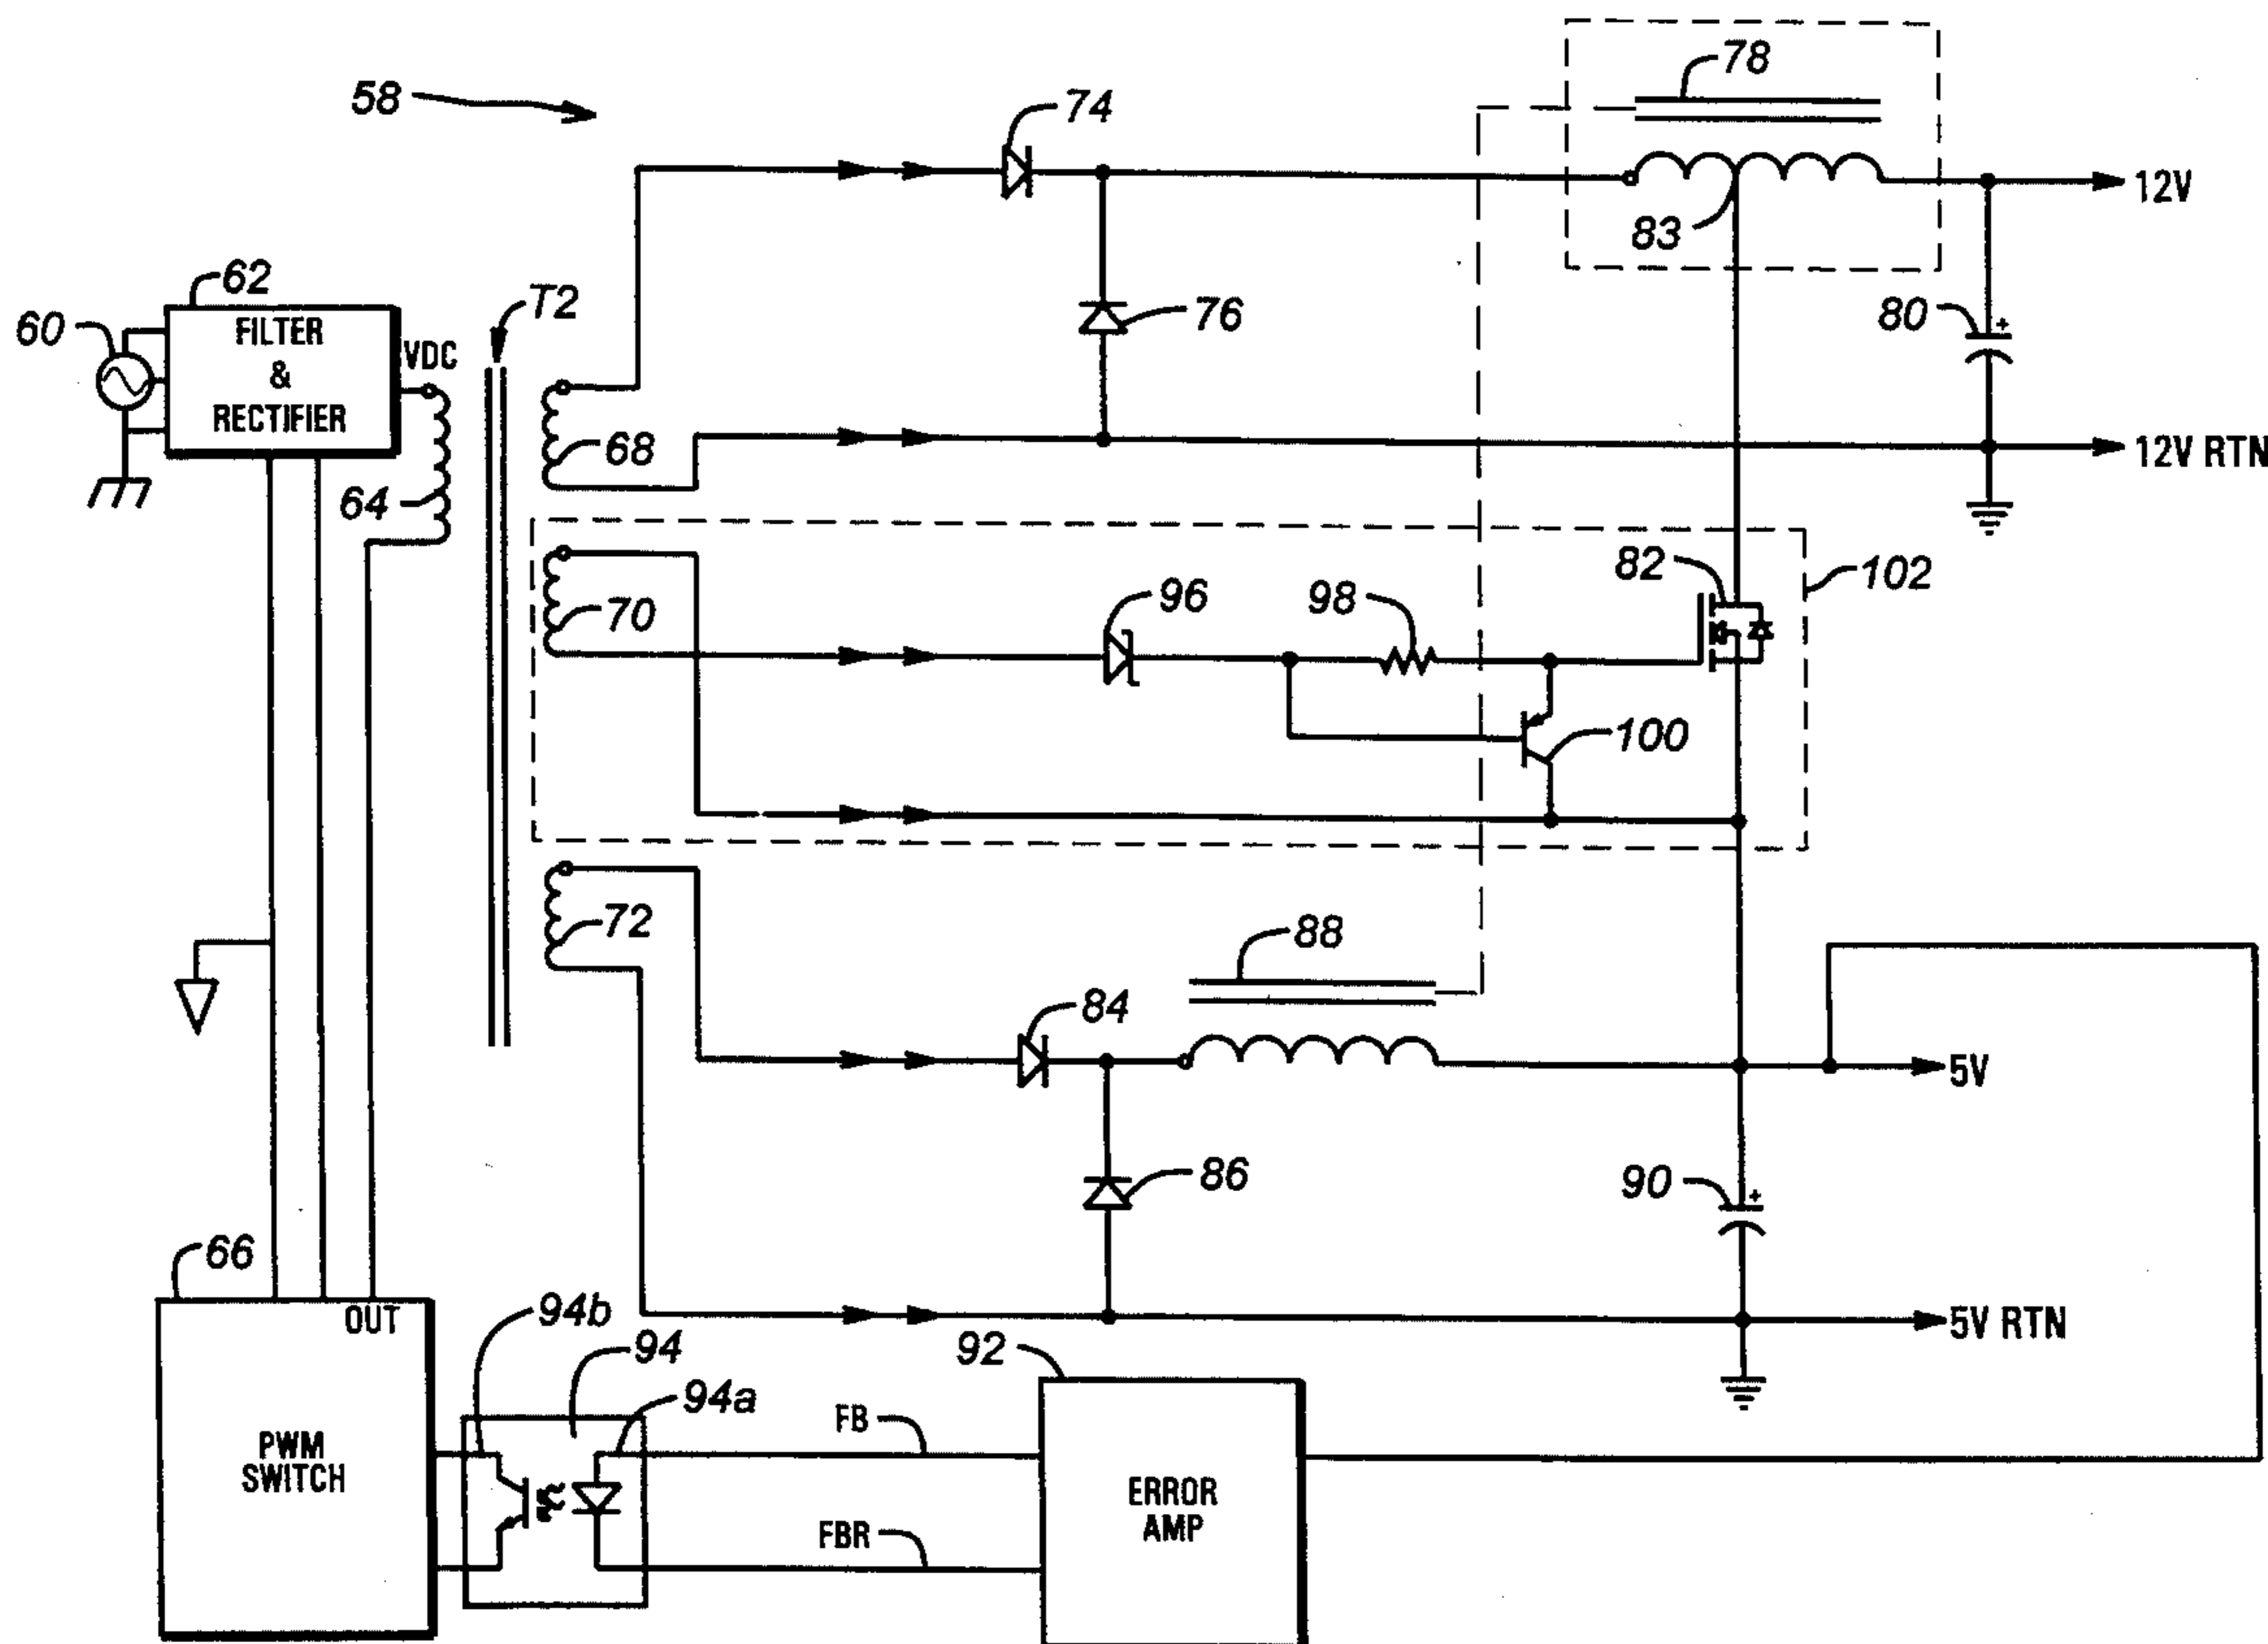 78
58
74
12V
83
62
T2
60
FILTER
&
RECTIFIER
VDC
76
80
+
68
12V RTN
64
82
102
70
96
98
100
72
88
84
5V
86
90
+
66
OUT
94b
94
94a
92
5V RTN
PWM
SWITCH
FB
FBR
ERROR
AMP